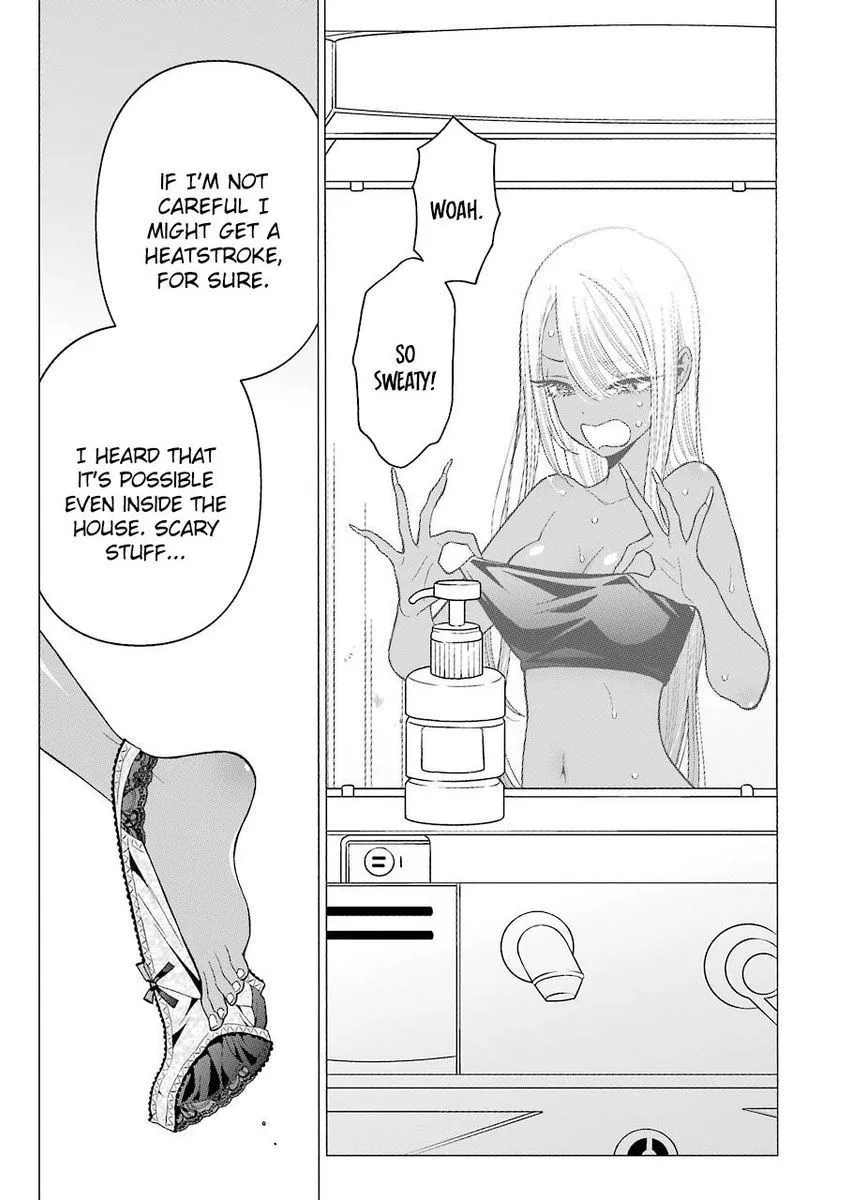 WOAH.
SO
SWEATY!
IF I'M NOT
CAREFUL I
MIGHT GET A
HEATSTROKE,
FOR SURE.
I HEARD THAT
IT'S POSSIBLE
EVEN INSIDE THE
HOUSE. SCARY
STUFF...